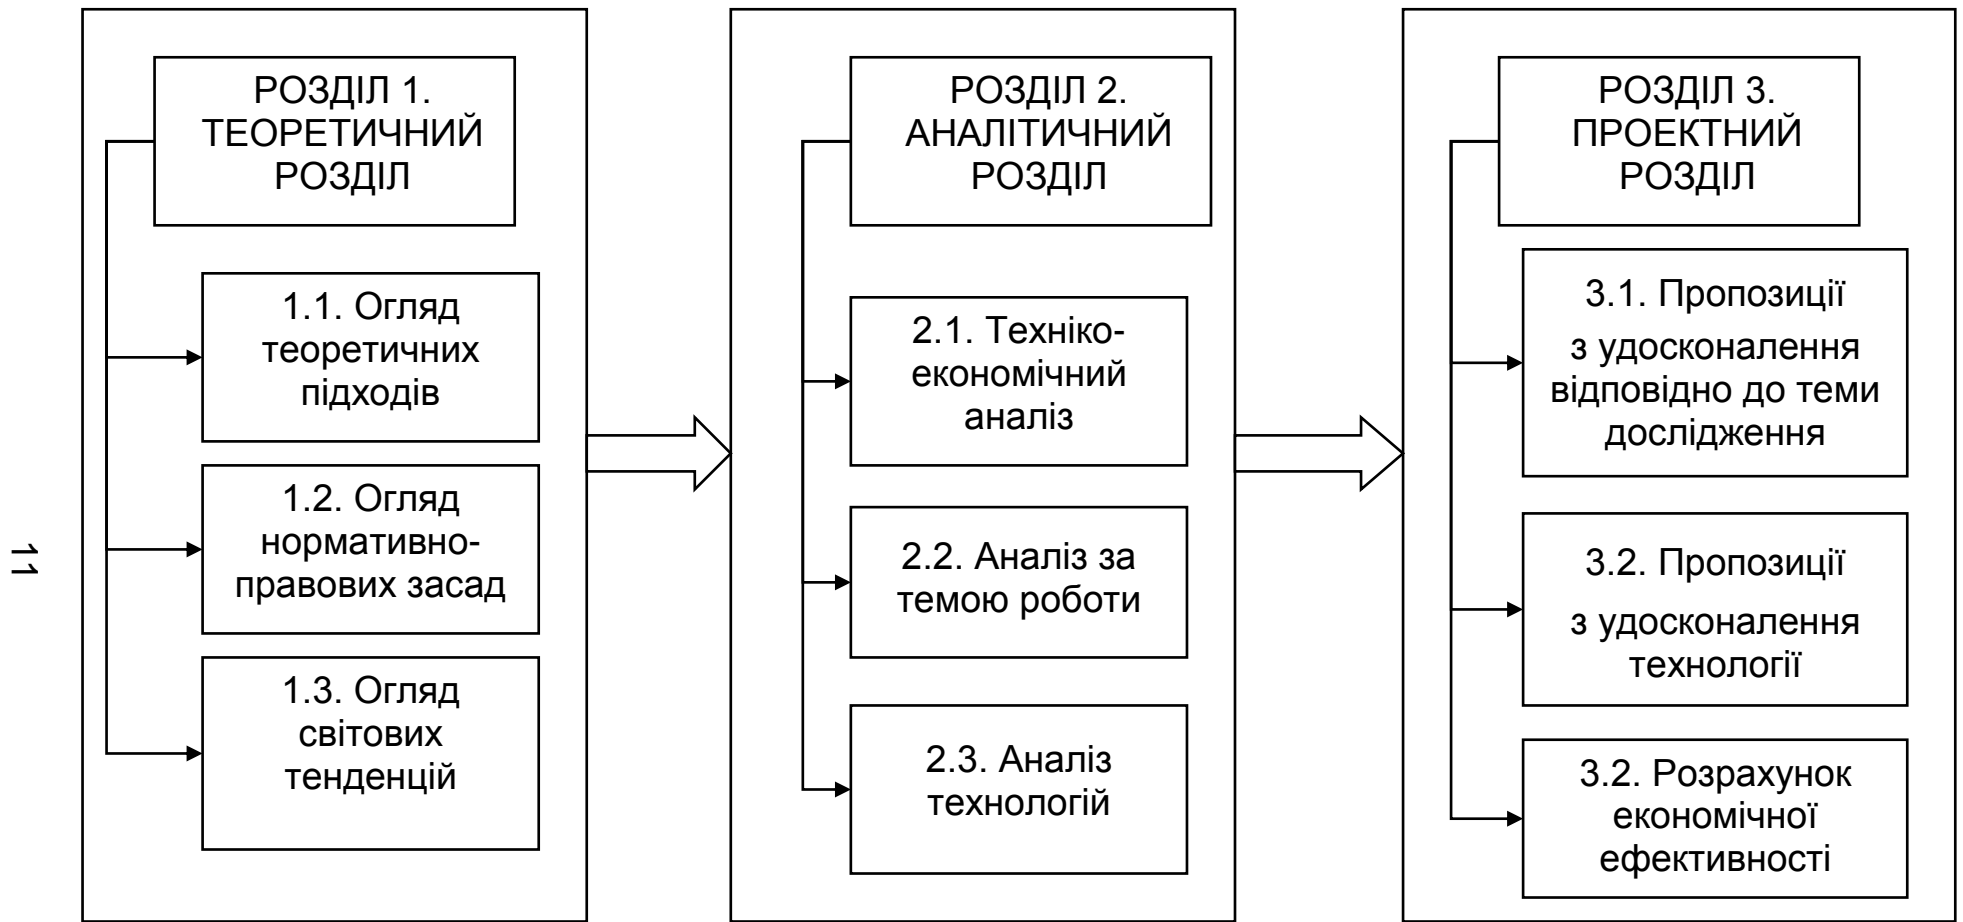 РОЗДІЛ 1.
ТЕОРЕТИЧНИЙ
РОЗДІЛ
1.1. Огляд
теоретичних
підходів
1.2. Огляд
нормативно-
правових засад
1.3. Огляд
світових
тенденцій
РОЗДІЛ 2.
АНАЛІТИЧНИЙ
РОЗДІЛ
2.1. Техніко-
економічний
аналіз
2.2. Аналіз за
темою роботи
2.3. Аналіз
технологій
РОЗДІЛ 3.
ПРОЕКТНИЙ
РОЗДІЛ
3.1. Пропозиції
з удосконалення
відповідно до теми
дослідження
3.2. Пропозиції
з удосконалення
технології
3.2. Розрахунок
економічної
ефективності
11